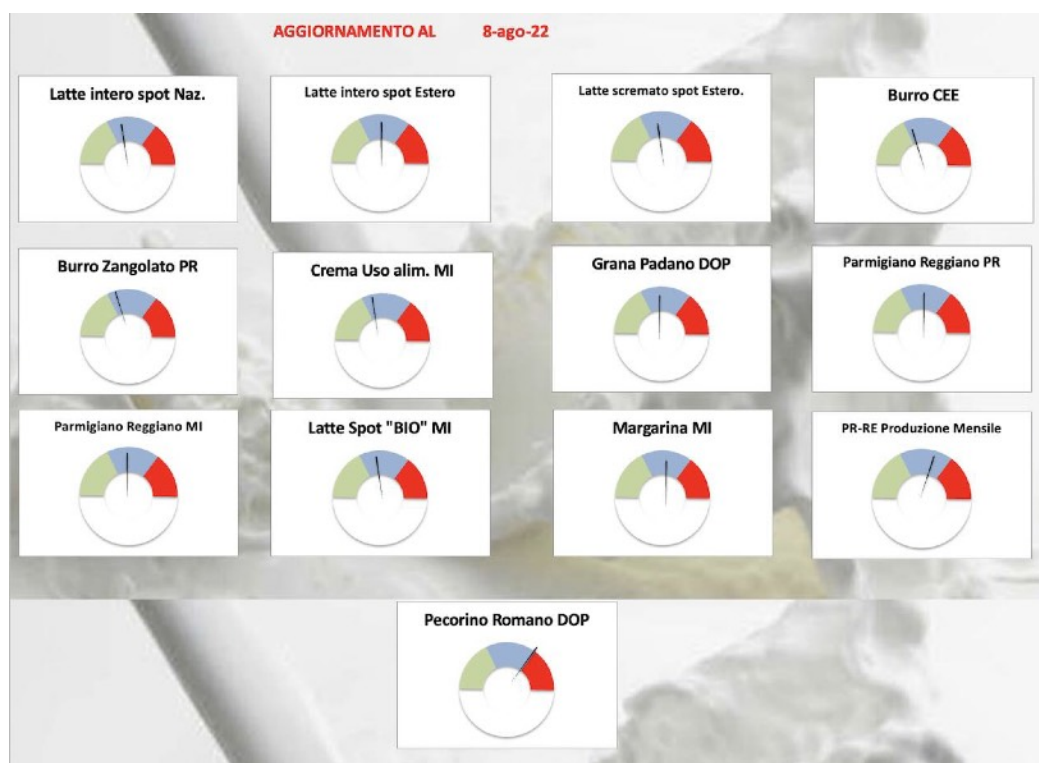 AGGIORNAMENTO AL 8-ago-22
Latte intero spot Naz.
Latte intero spot Estero
Latte scremato spot Estero.
Burro CEE
Burro Zangolato PR
Crema Uso alim. MI
Grana Padano DOP
Parmigiano Reggiano PR
Parmigiano Reggiano MI
Latte Spot "BIO" MI
Margarina MI
PR-RE Produzione Mensile
Pecorino Romano DOP